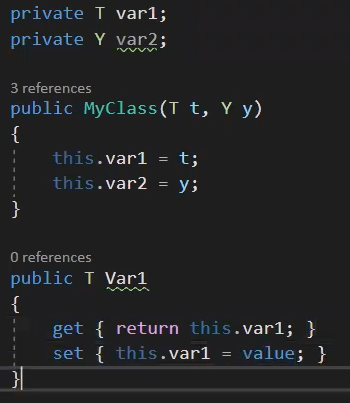 private T var1;
private Y var2;
3 references
public MyClass(T t, Y y)
{
this.var1 = t;
this.var2 = y;
}
0 references
public T Var1
{
get { return this.var1; }
set { this.var1 = value; }
}